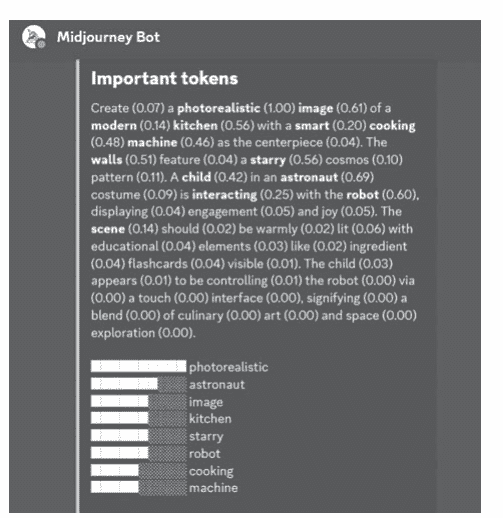 Midjourney Bot
Important tokens
Create (0.07) a photorealistic (1.00) image (0.61) of a
modern (0.14) kitchen (0.56) with a smart (0.20) cooking
(0.48) machine (0.46) as the centerpiece (0.04). The
walls (0.51) feature (0.04) a starry (0.56) cosmos (0.10)
pattern (0.11). A child (0.42) in an astronaut (0.69)
costume (0.09) is interacting (0.25) with the robot (0.60),
displaying (0.04) engagement (0.05) and joy (0.05). The
scene (0.14) should (0.02) be warmly (0.02) lit (0.06) with
educational (0.04) elements (0.03) like (0.02) ingredient
(0.04) flashcards (0.04) visible (0.01). The child (0.03)
appears (0.01) to be controlling (0.01) the robot (0.00) via
(0.00) a touch (0.00) interface (0.00), signifying (0.00) a
blend (0.00) of culinary (0.00) art (0.00) and space (0.00)
exploration (0.00).
photorealistic
astronaut
image
kitchen
starry
robot
cooking
machine